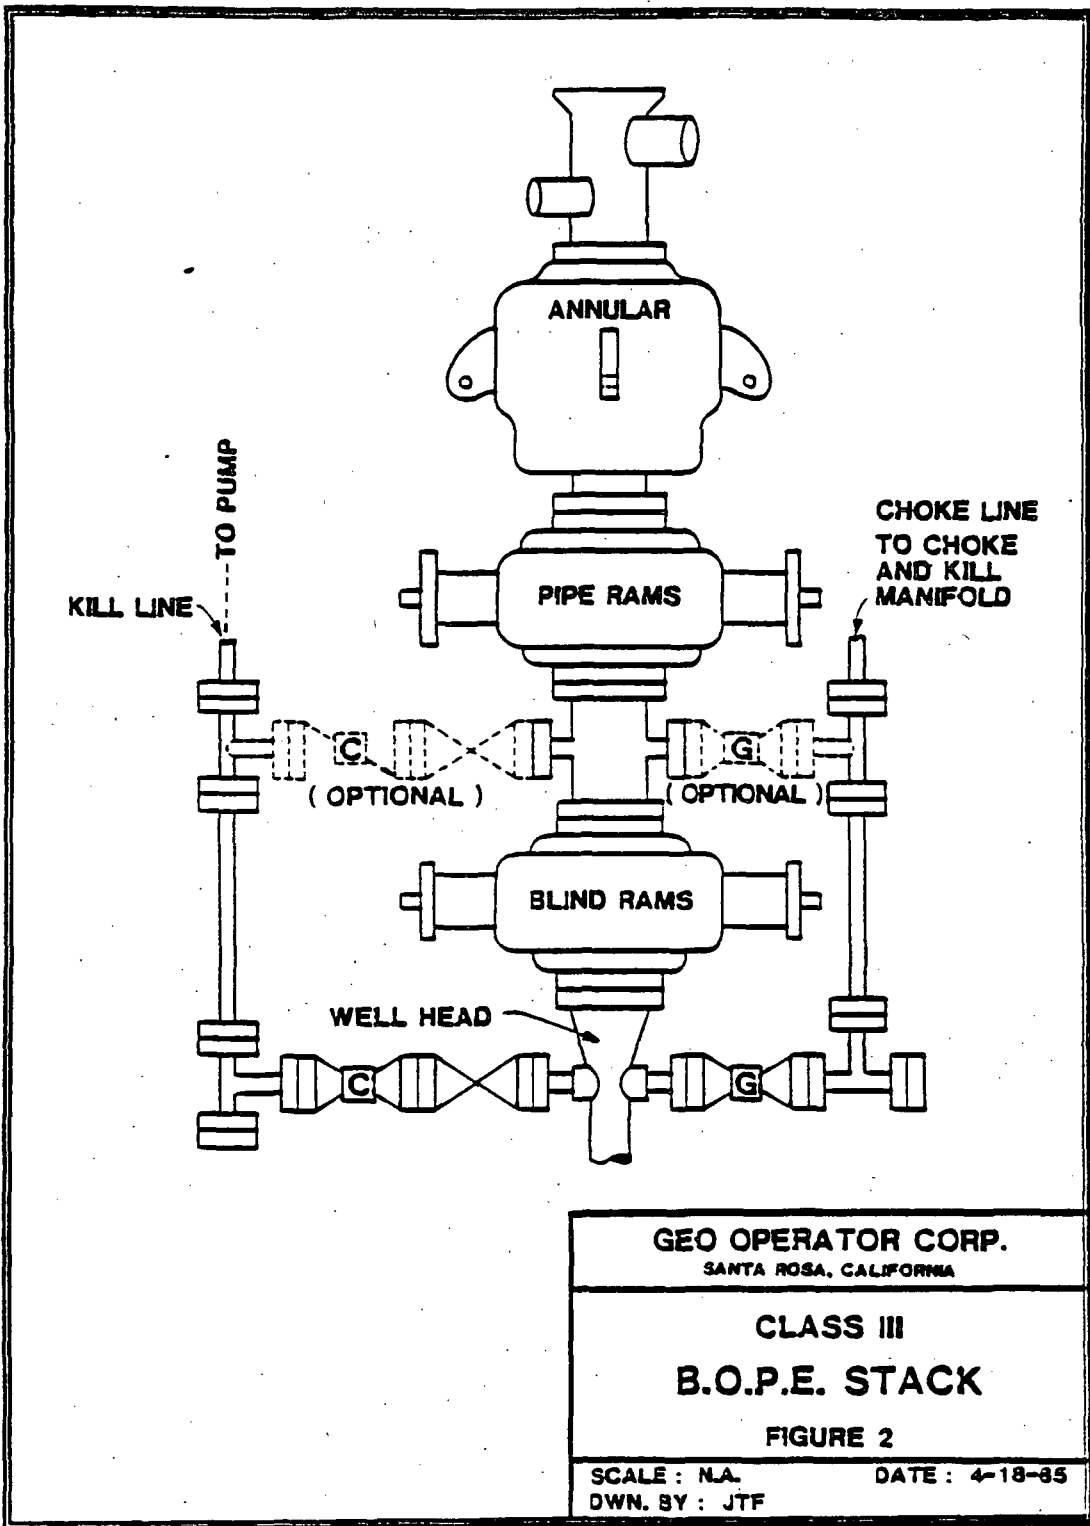 ANNULAR
TO PUMP
CHOKE LINE
TO CHOKE
AND KILL
MANIFOLD
KILL LINE
PIPE RAMS
C
G
( OPTIONAL )
( OPTIONAL )
BLIND RAMS
WELL HEAD
C
G
GEO OPERATOR CORP.
SANTA ROSA, CALIFORNIA
CLASS III
B.O.P.E. STACK
FIGURE 2
SCALE : N.A.
DATE : 4-18-85
DWN. BY : JTF